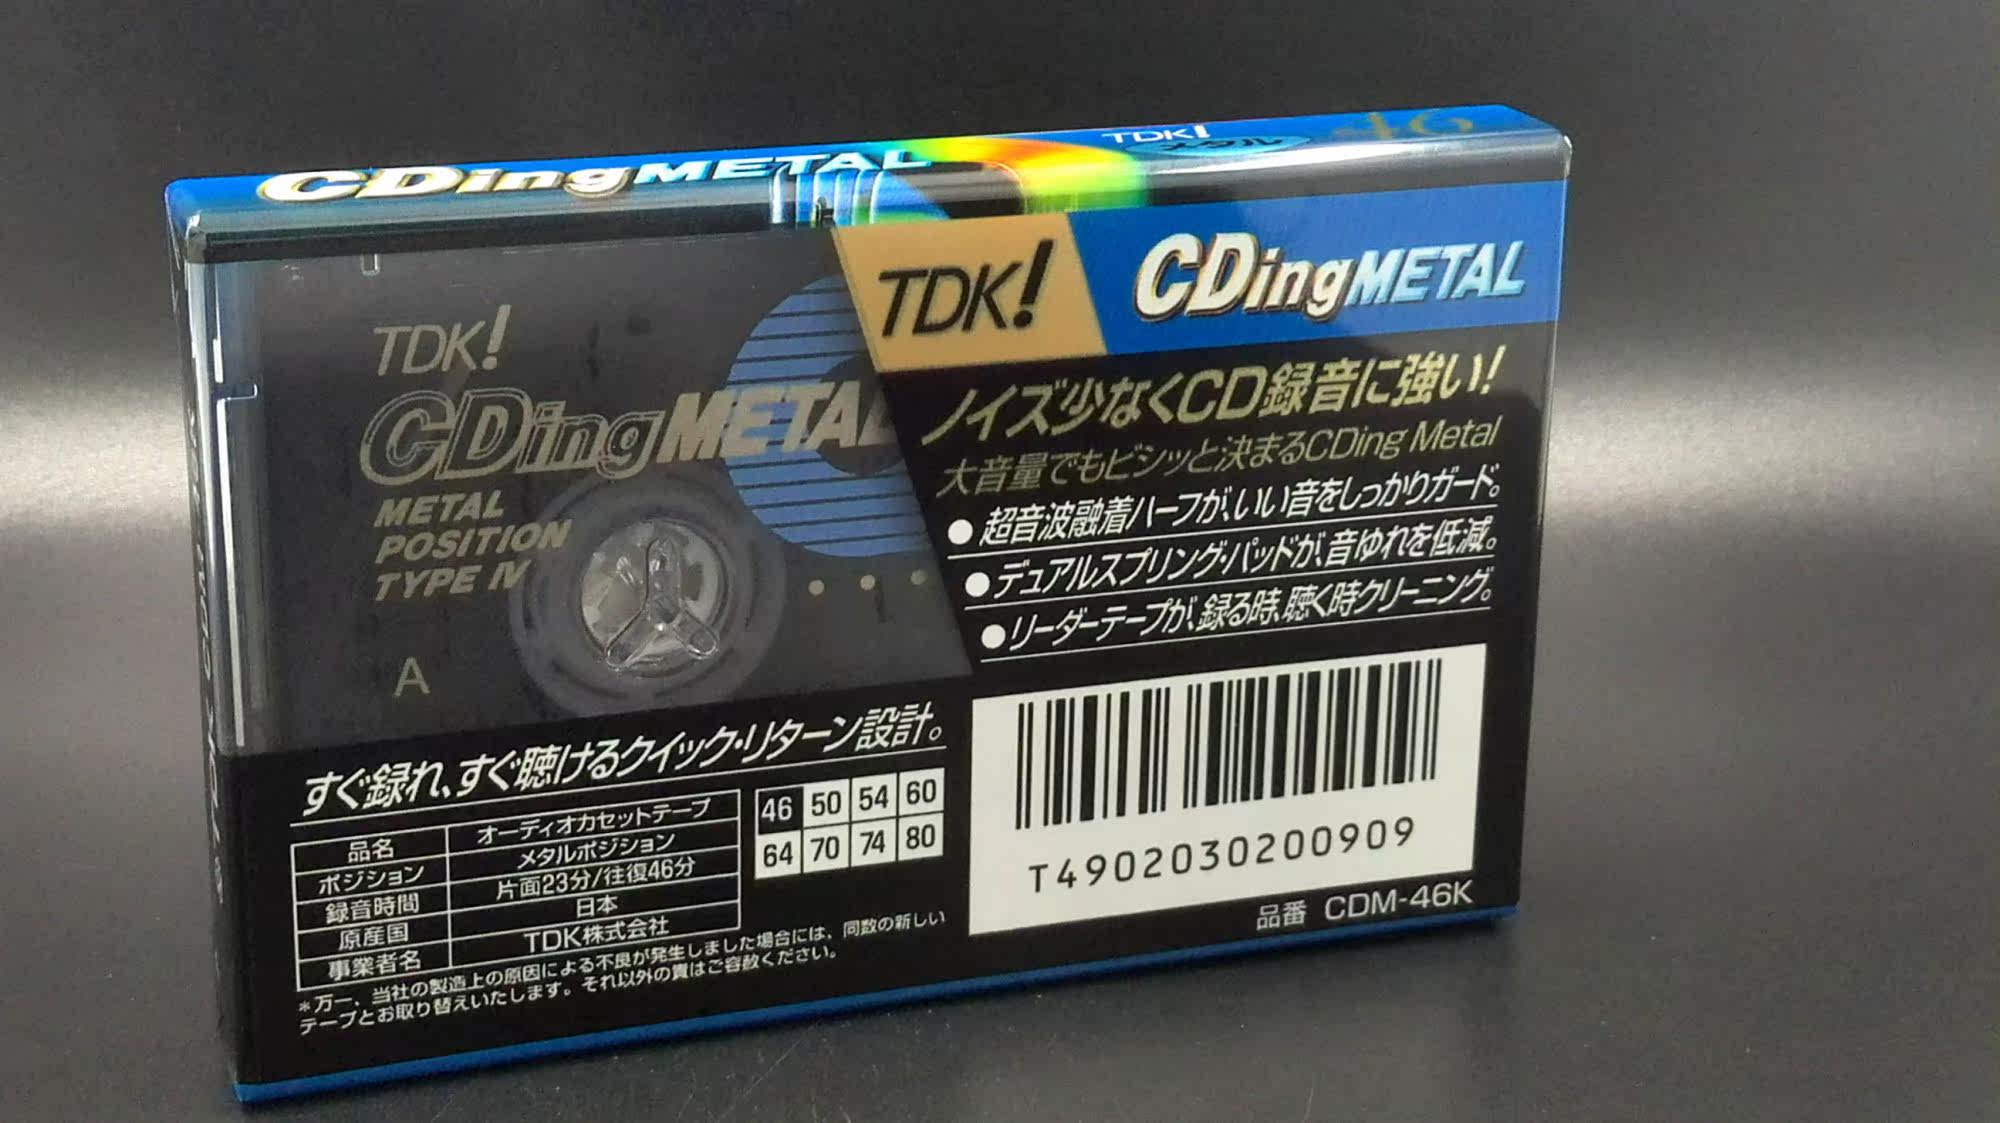 CDingMETAL
TDK!
メタル
46
TDK!
CDingMETAL
METAL
POSITION
TYPE IV
A
TDK!
CDingMETAL
ノイズ少なくCD録音に強い!
大音量でもビシッと決まるCDing Metal
●超音波融着ハーフが、いい音をしっかりガード。
●デュアルスプリング・パッドが、音ゆれを低減。
●リーダーテープが、録る時、聴く時クリーニング。
すぐ録れ、すぐ聴けるクイック・リターン設計。
品名 オーディオカセットテープ
ポジション メタルポジション
録音時間 片面23分/往復46分
原産国 日本
事業者名 TDK株式会社
46 50 54 60
64 70 74 80
*万一、当社の製造上の原因による不良が発生しました場合には、同数の新しい
テープとお取り替えいたします。それ以外の責はご容赦ください。
T4902030200909
品番 CDM-46K